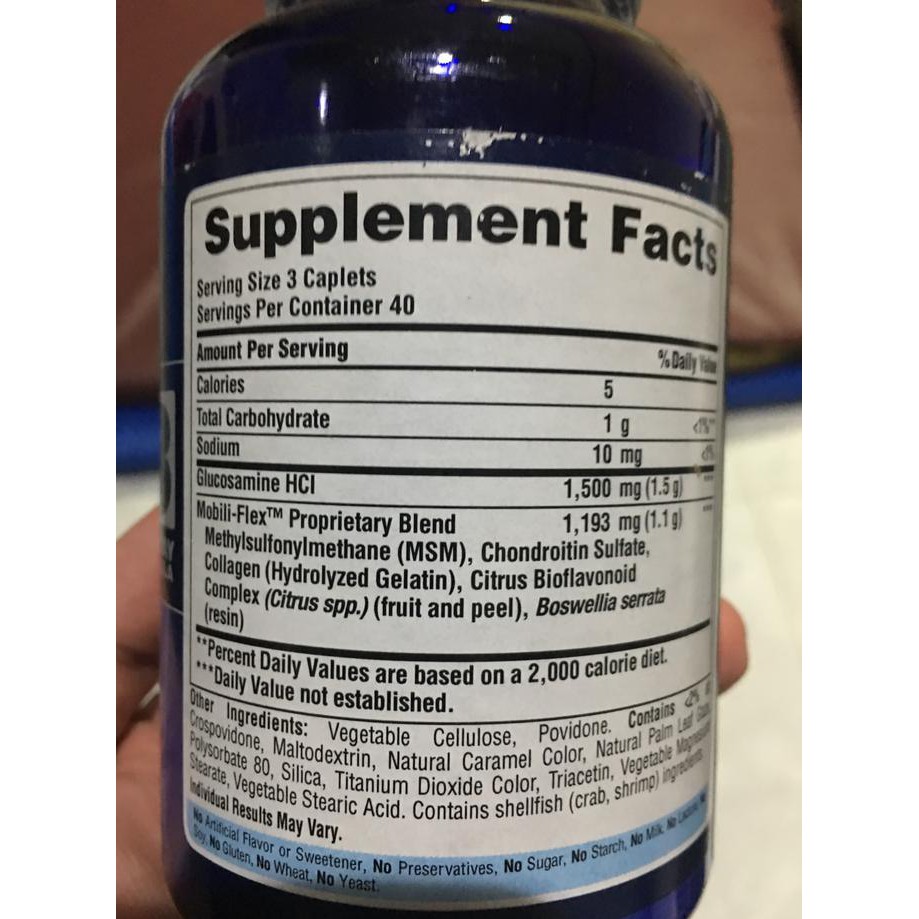 Supplement Facts
Serving Size 3 Caplets
Servings Per Container 40
Amount Per Serving % Daily Value
Calories 5
Total Carbohydrate 1 g <1%**
Sodium 10 mg <1%
Glucosamine HCl 1,500 mg (1.5 g) ***
Mobili-Flex™ Proprietary Blend 1,193 mg (1.1 g) ***
Methylsulfonylmethane (MSM), Chondroitin Sulfate,
Collagen (Hydrolyzed Gelatin), Citrus Bioflavonoid
Complex (Citrus spp.) (fruit and peel), Boswellia serrata
(resin)
**Percent Daily Values are based on a 2,000 calorie diet.
***Daily Value not established.
Other Ingredients: Vegetable Cellulose, Povidone. Contains <2% of:
Crospovidone, Maltodextrin, Natural Caramel Color, Natural Palm Leaf Glaze,
Polysorbate 80, Silica, Titanium Dioxide Color, Triacetin, Vegetable Magnesium
Stearate, Vegetable Stearic Acid. Contains shellfish (crab, shrimp) ingredients.
Individual Results May Vary.
No Artificial Flavor or Sweetener, No Preservatives, No Sugar, No Starch, No Milk, No Lactose, No
Soy, No Gluten, No Wheat, No Yeast.